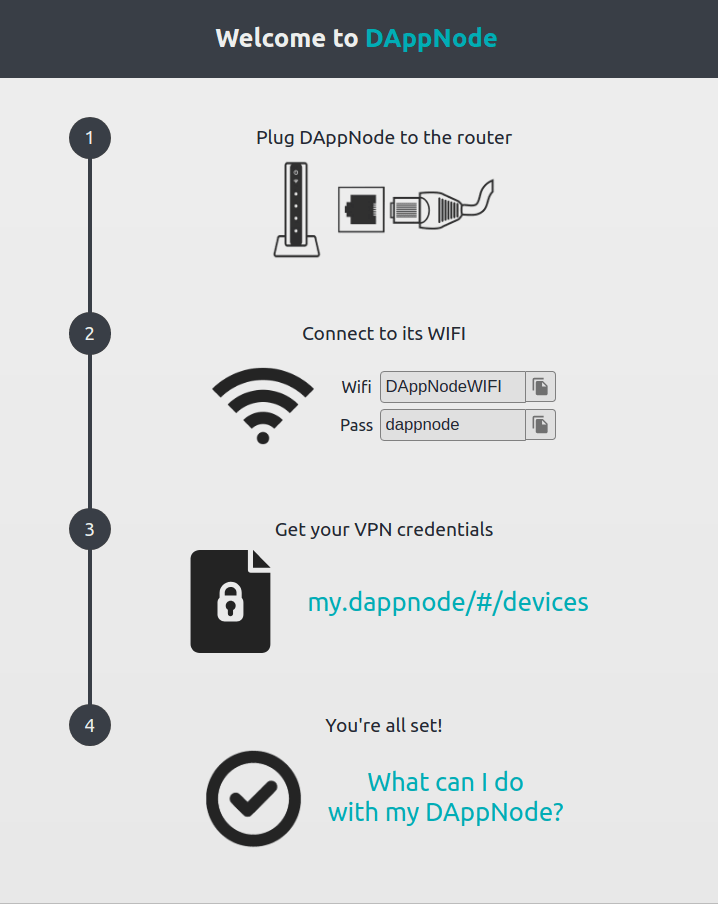 Welcome to DAppNode
1
Plug DAppNode to the router
2
Connect to its WIFI
Wifi DAppNodeWIFI
Pass dappnode
3
Get your VPN credentials
my.dappnode/#/devices
4
You're all set!
What can I do
with my DAppNode?